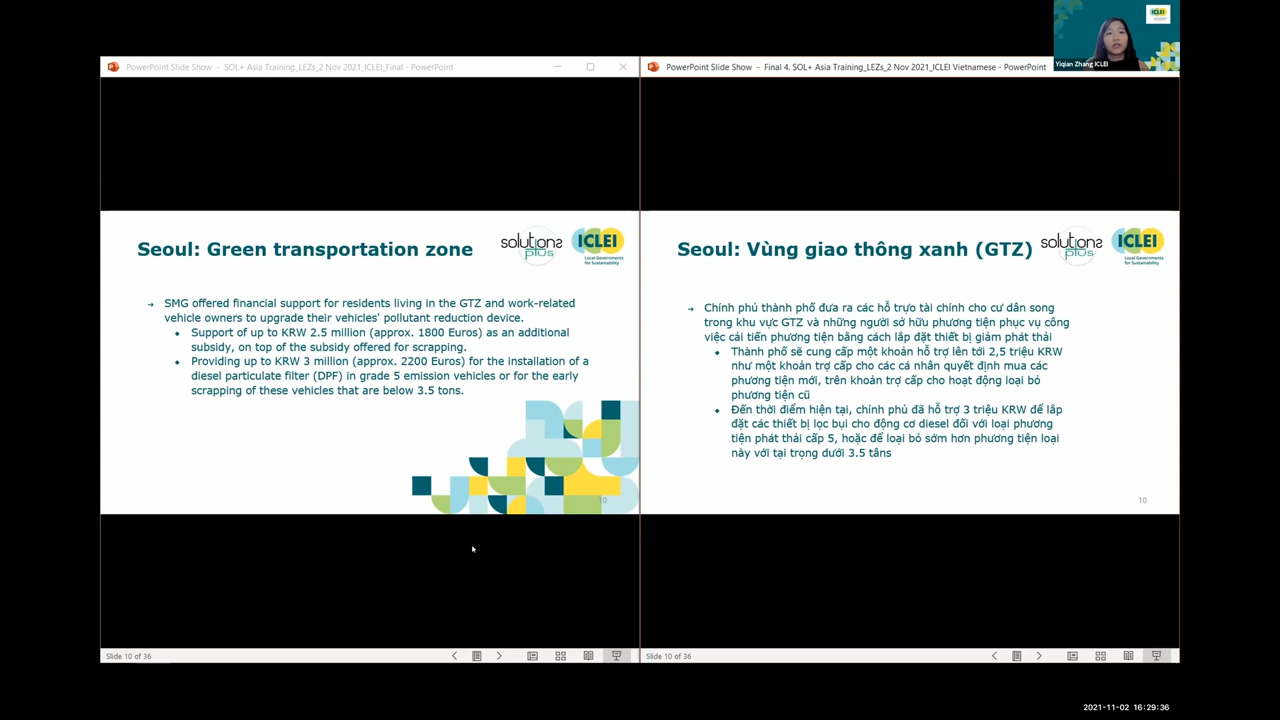 PowerPoint Slide Show - SOL+ Asia Training_LEZs_2 Nov 2021_ICLEI_Final - PowerPoint
Seoul: Green transportation zone
solutions
plus
ICLEI
Local Governments
for Sustainability
SMG offered financial support for residents living in the GTZ and work-related
vehicle owners to upgrade their vehicles' pollutant reduction device.
Support of up to KRW 2.5 million (approx. 1800 Euros) as an additional
subsidy, on top of the subsidy offered for scrapping.
Providing up to KRW 3 million (approx. 2200 Euros) for the installation of a
diesel particulate filter (DPF) in grade 5 emission vehicles or for the early
scrapping of these vehicles that are below 3.5 tons.
10
Slide 10 of 36
PowerPoint Slide Show - Final 4. SOL+ Asia Training_LEZs_2 Nov 2021_ICLEI Vietnamese - PowerPoint
Seoul: Vùng giao thông xanh (GTZ)
solutions
plus
ICLEI
Local Governments
for Sustainability
Chính phủ thành phố đưa ra các hỗ trựo tài chính cho cư dân song
trong khu vực GTZ và những người sở hữu phương tiện phục vụ công
việc cải tiến phương tiện bằng cách lắp đặt thiết bị giảm phát thải
Thành phố sẽ cung cấp một khoản hỗ trợ lên tới 2,5 triệu KRW
như một khoản trợ cấp cho các cá nhân quyết định mua các
phương tiện mới, trên khoản trợ cấp cho hoạt động loại bỏ
phương tiện cũ
Đến thời điểm hiện tại, chính phủ đã hỗ trợ 3 triệu KRW để lắp
đặt các thiết bị lọc bụi cho động cơ diesel đối với loại phương
tiện phát thải cấp 5, hoặc để loại bỏ sớm hơn phương tiện loại
này với tại trọng dưới 3.5 tâns
10
Slide 10 of 36
ICLEI
Yiqian Zhang ICLEI
2021-11-02 16:29:36